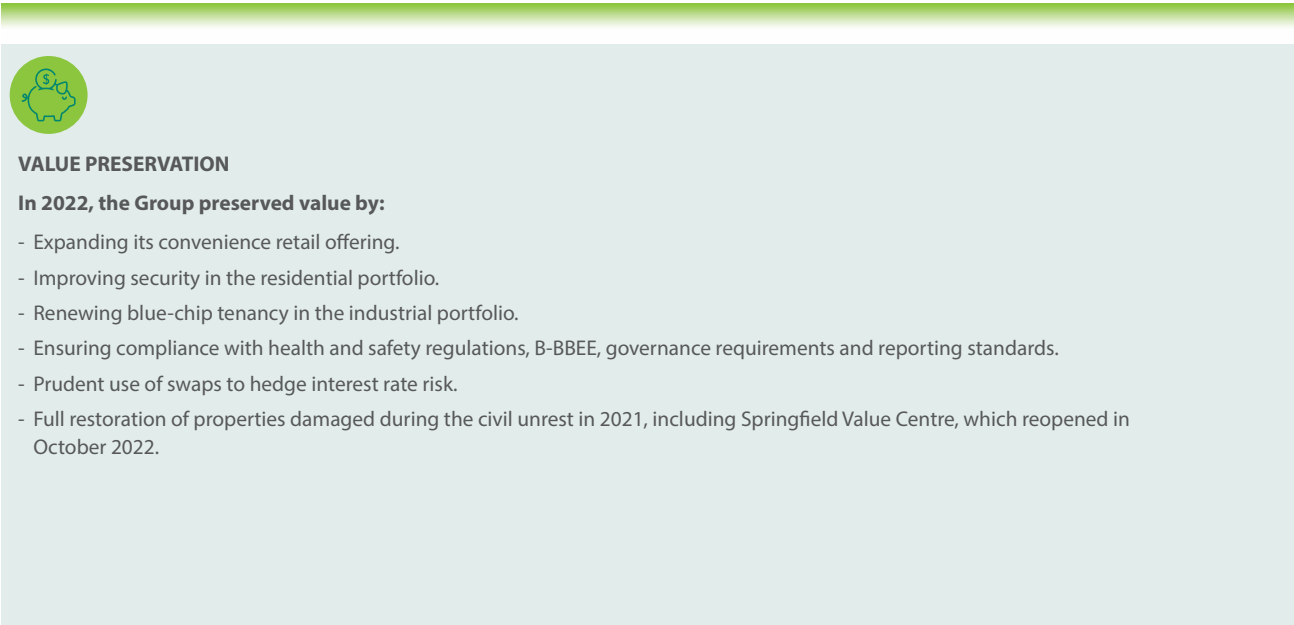 $
VALUE PRESERVATION
In 2022, the Group preserved value by:
- Expanding its convenience retail offering.
- Improving security in the residential portfolio.
- Renewing blue-chip tenancy in the industrial portfolio.
- Ensuring compliance with health and safety regulations, B-BBEE, governance requirements and reporting standards.
- Prudent use of swaps to hedge interest rate risk.
- Full restoration of properties damaged during the civil unrest in 2021, including Springfield Value Centre, which reopened in
October 2022.